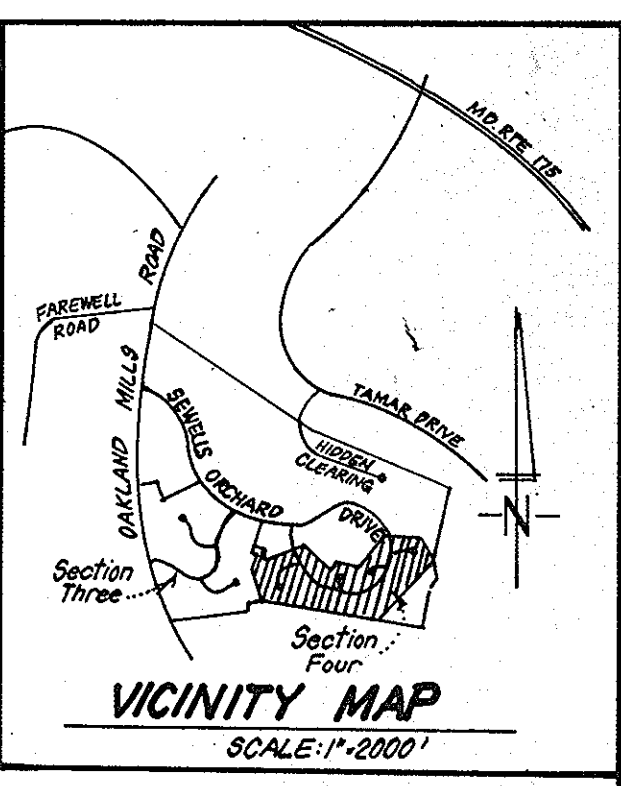 MD. RTE 175
OAKLAND MILLS ROAD
FAREWELL
ROAD
SEWELLS ORCHARD DRIVE
TAMAR DRIVE
HIDDEN
CLEARING
N
Section
Three
Section
Four
VICINITY MAP
SCALE: 1"=2000'